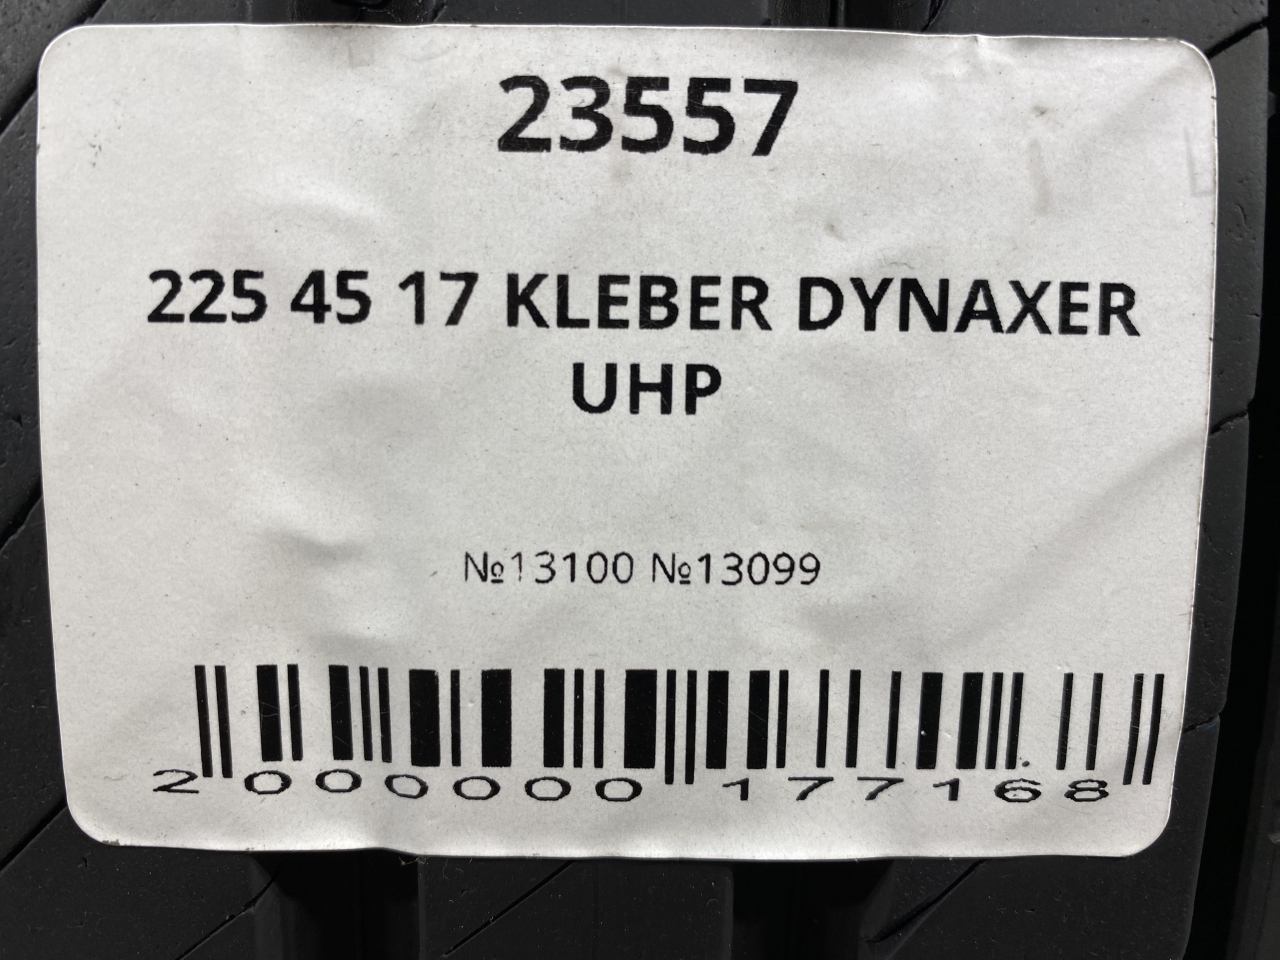 23557
225 45 17 KLEBER DYNAXER
UHP
№13100 №13099
2 000000 177168